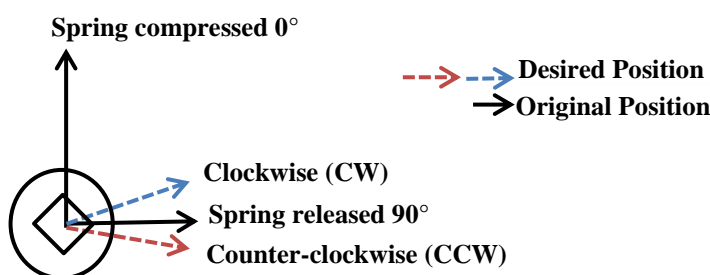 Spring compressed 0°
Desired Position
Original Position
Clockwise (CW)
Spring released 90°
Counter-clockwise (CCW)